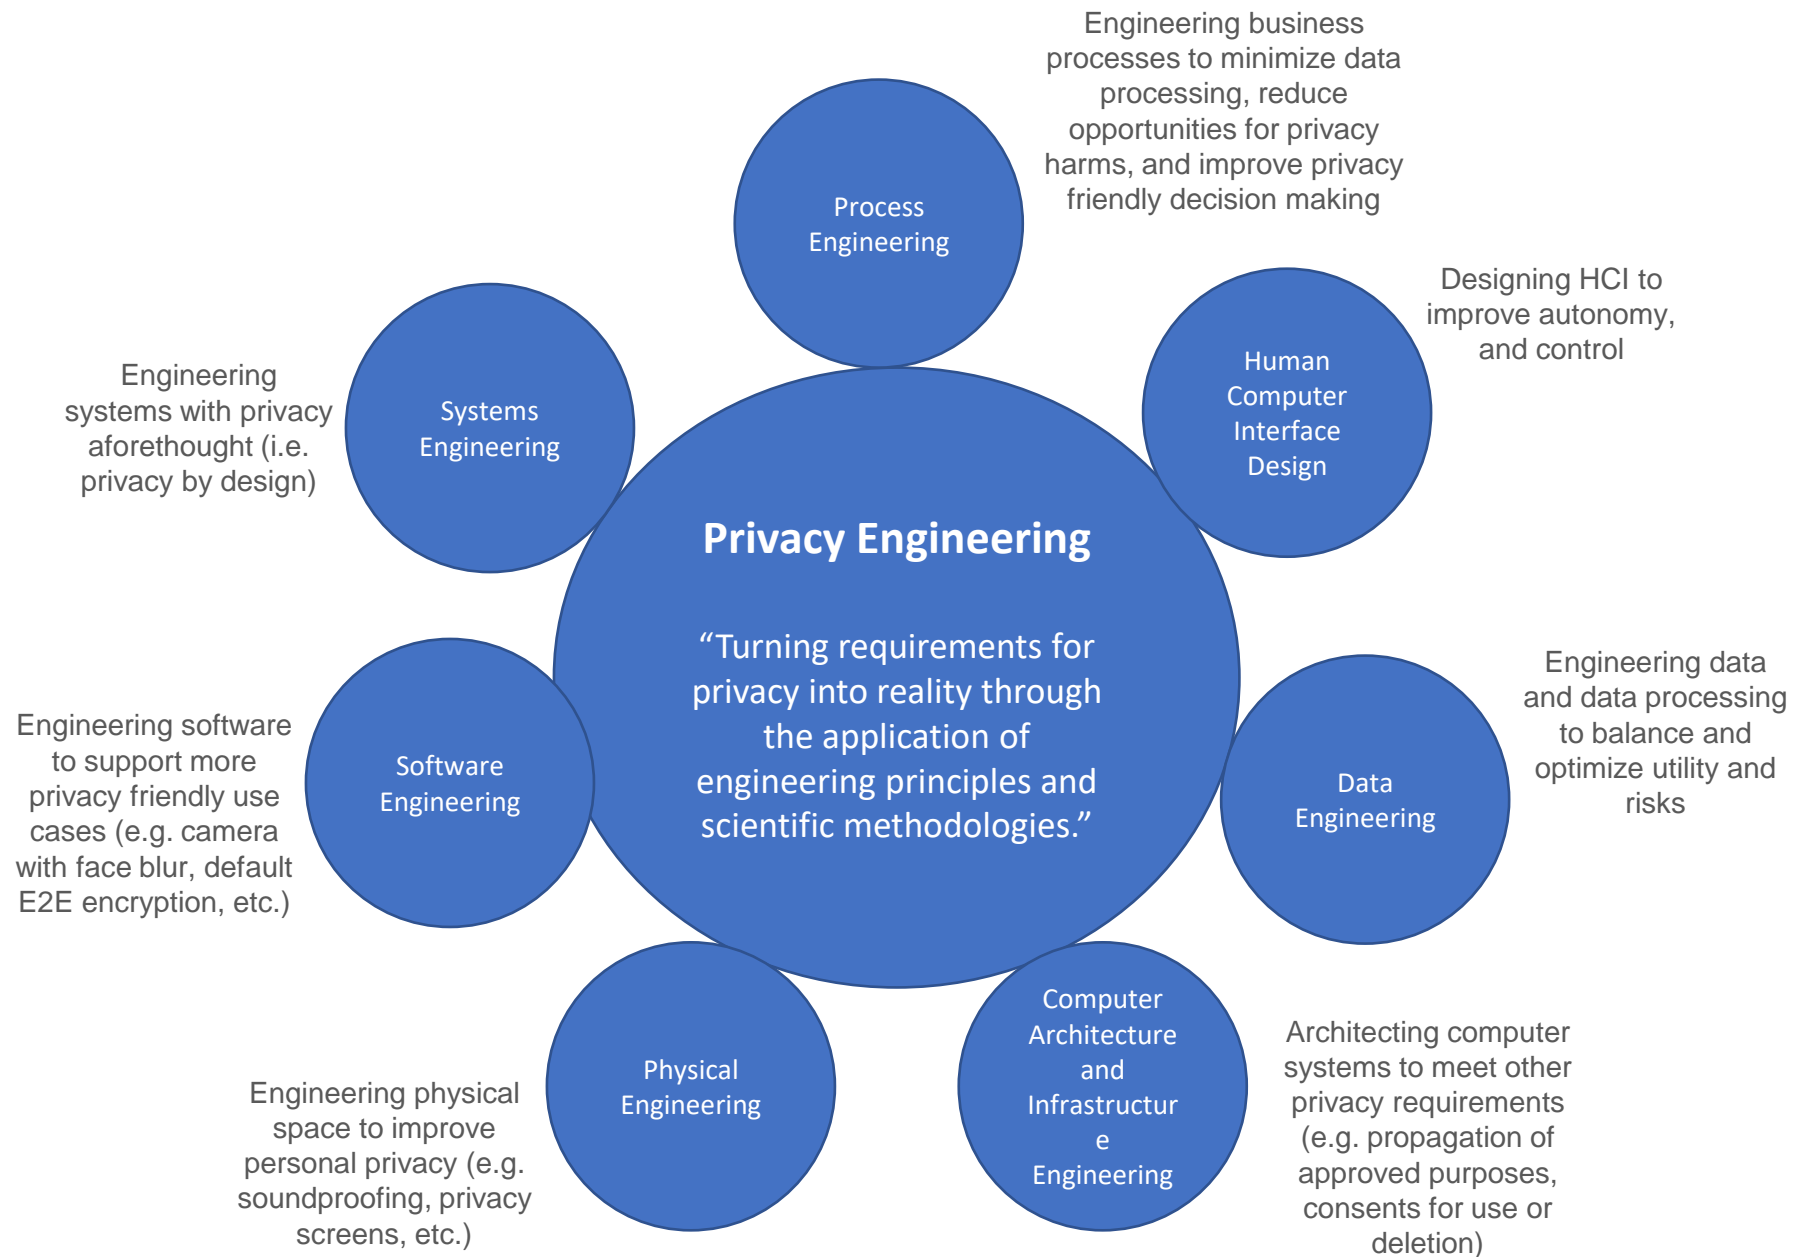 Engineering business
processes to minimize data
processing, reduce
opportunities for privacy
harms, and improve privacy
friendly decision making
Process
Engineering
Designing HCI to
improve autonomy,
and control
Human
Computer
Interface
Design
Engineering
systems with privacy
aforethought (i.e.
privacy by design)
Systems
Engineering
Privacy Engineering
“Turning requirements for
privacy into reality through
the application of
engineering principles and
scientific methodologies.”
Engineering data
and data processing
to balance and
optimize utility and
risks
Data
Engineering
Engineering software
to support more
privacy friendly use
cases (e.g. camera
with face blur, default
E2E encryption, etc.)
Software
Engineering
Computer
Architecture
and
Infrastructur
e
Engineering
Architecting computer
systems to meet other
privacy requirements
(e.g. propagation of
approved purposes,
consents for use or
deletion)
Physical
Engineering
Engineering physical
space to improve
personal privacy (e.g.
soundproofing, privacy
screens, etc.)